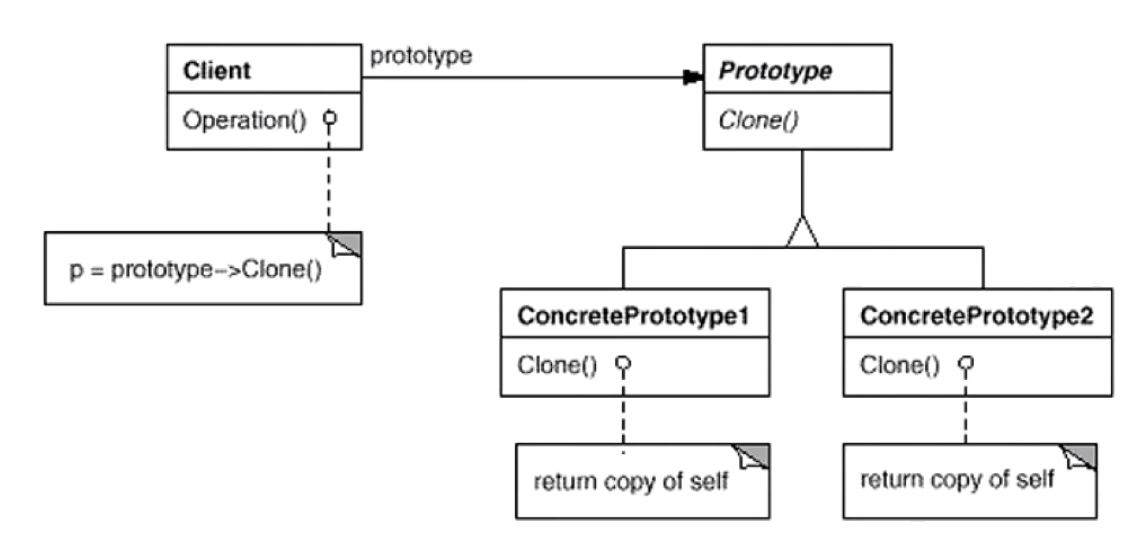 Client
prototype
Prototype
Operation()
Clone()
p = prototype->Clone()
ConcretePrototype1
ConcretePrototype2
Clone()
Clone()
return copy of self
return copy of self